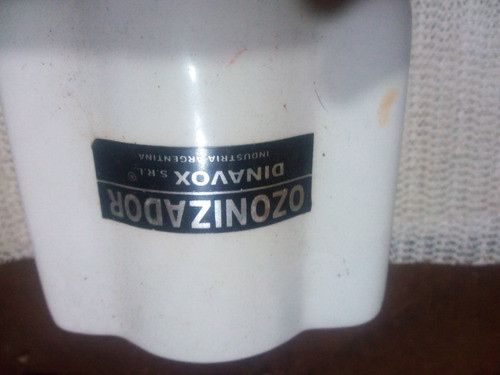 OZONIZADOR
DINAVOX S.R.L.®
INDUSTRIA ARGENTINA